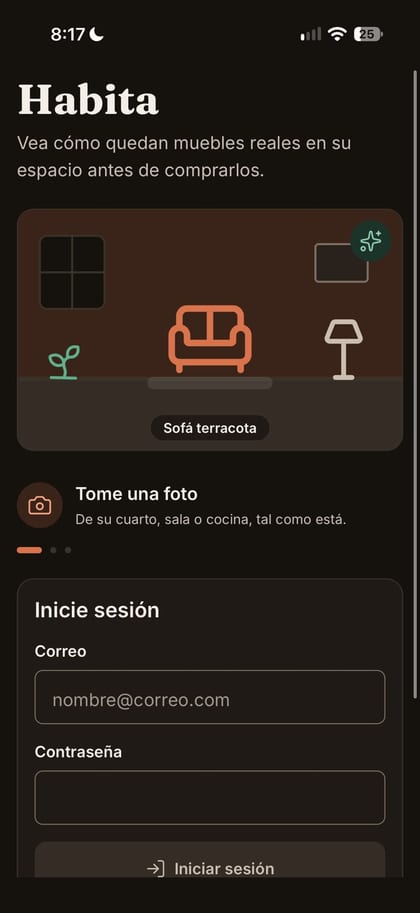 8:17
25
Habita
Vea cómo quedan muebles reales en su
espacio antes de comprarlos.
Sofá terracota
Tome una foto
De su cuarto, sala o cocina, tal como está.
Inicie sesión
Correo
nombre@correo.com
Contraseña
Iniciar sesión